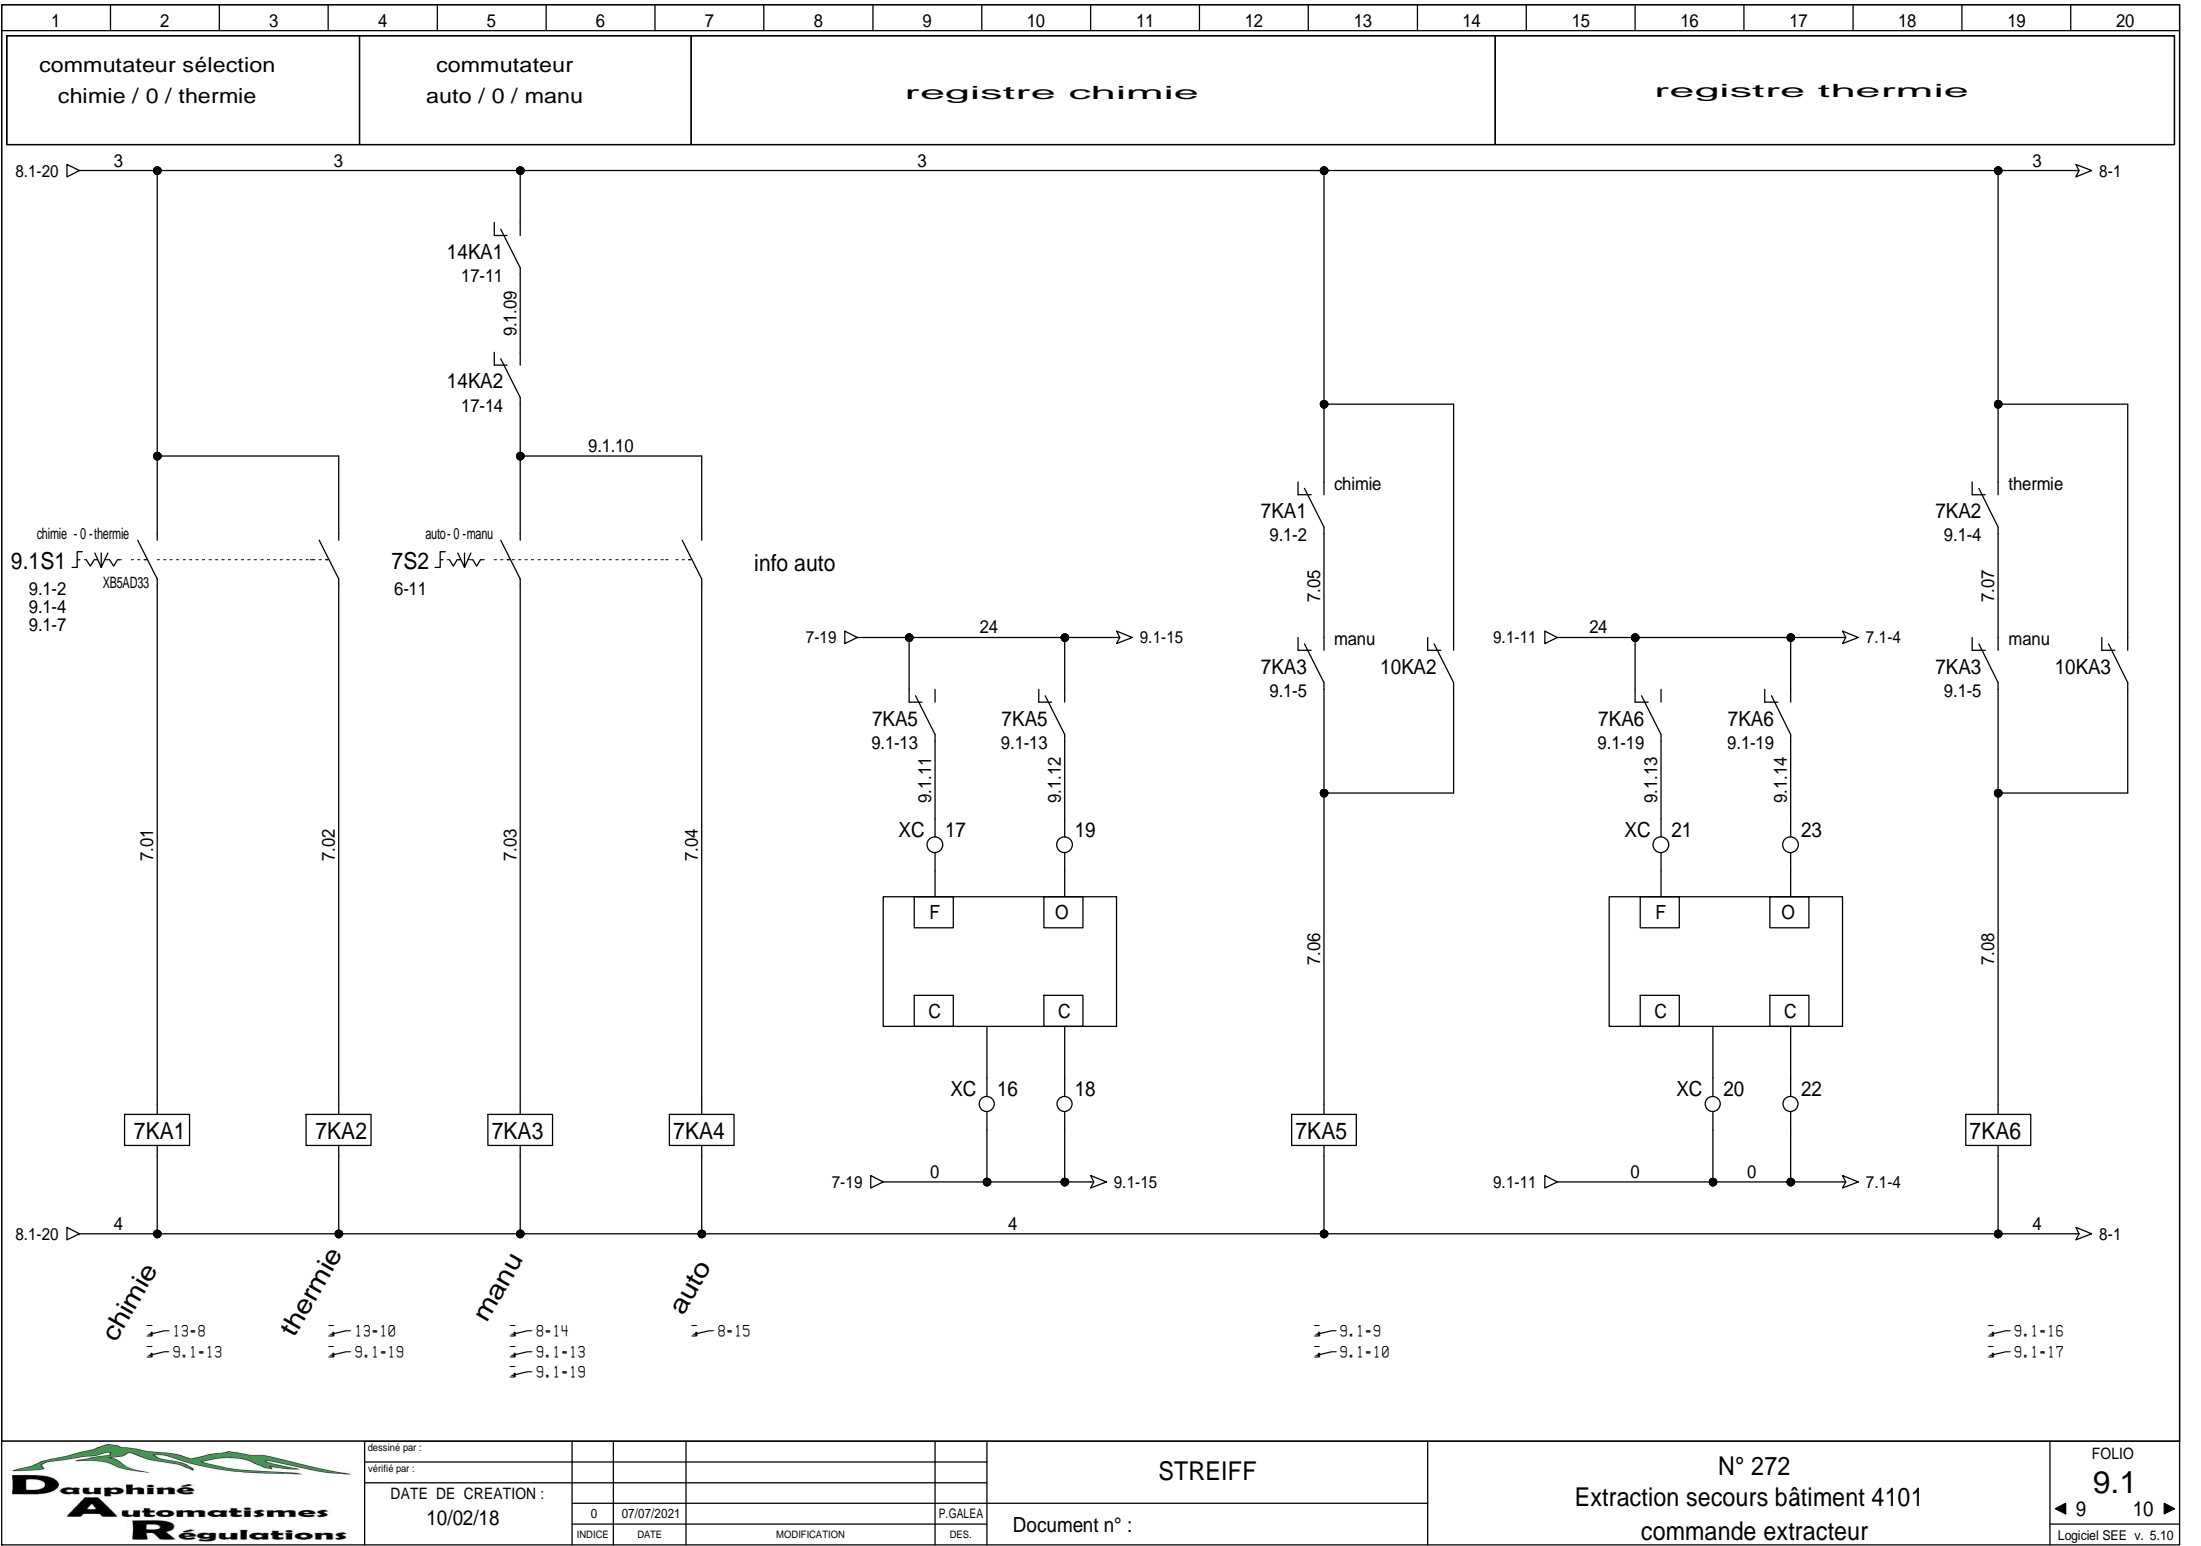 1 2 3 4 5 6 7 8 9 10 11 12 13 14 15 16 17 18 19 20
commutateur sélection
chimie / 0 / thermie
commutateur
auto / 0 / manu
registre chimie
registre thermie
8.1-20 3 3 3 3 8-1
14KA1
17-11
9.1.09
14KA2
17-14
9.1.10
chimie - 0 - thermie
9.1S1
XB5AD33
9.1-2
9.1-4
9.1-7
auto - 0 - manu
7S2
6-11
info auto
chimie
7KA1
9.1-2
7.05
manu
7KA3
9.1-5
10KA2
thermie
7KA2
9.1-4
7.07
manu
7KA3
9.1-5
10KA3
7-19 24 9.1-15
7KA5
9.1-13
7KA5
9.1-13
9.1.11
9.1.12
XC 17 19
F O
C C
XC 16 18
7-19 0 9.1-15
9.1-11 24 7.1-4
7KA6
9.1-19
7KA6
9.1-19
9.1.13
9.1.14
XC 21 23
F O
C C
XC 20 22
9.1-11 0 0 7.1-4
7.01 7.02 7.03 7.04 7.06 7.08
7KA1 7KA2 7KA3 7KA4 7KA5 7KA6
8.1-20 4 4 4 8-1
chimie
thermie
manu
auto
13-8
9.1-13
13-10
9.1-19
8-14
9.1-13
9.1-19
8-15
9.1-9
9.1-10
9.1-16
9.1-17
Dauphiné
Automatismes
Régulations
dessiné par :
vérifié par :
DATE DE CREATION :
10/02/18
0 07/07/2021 P.GALEA
INDICE DATE MODIFICATION DES.
STREIFF
Document n° :
N° 272
Extraction secours bâtiment 4101
commande extracteur
FOLIO
9.1
9 10
Logiciel SEE v. 5.10